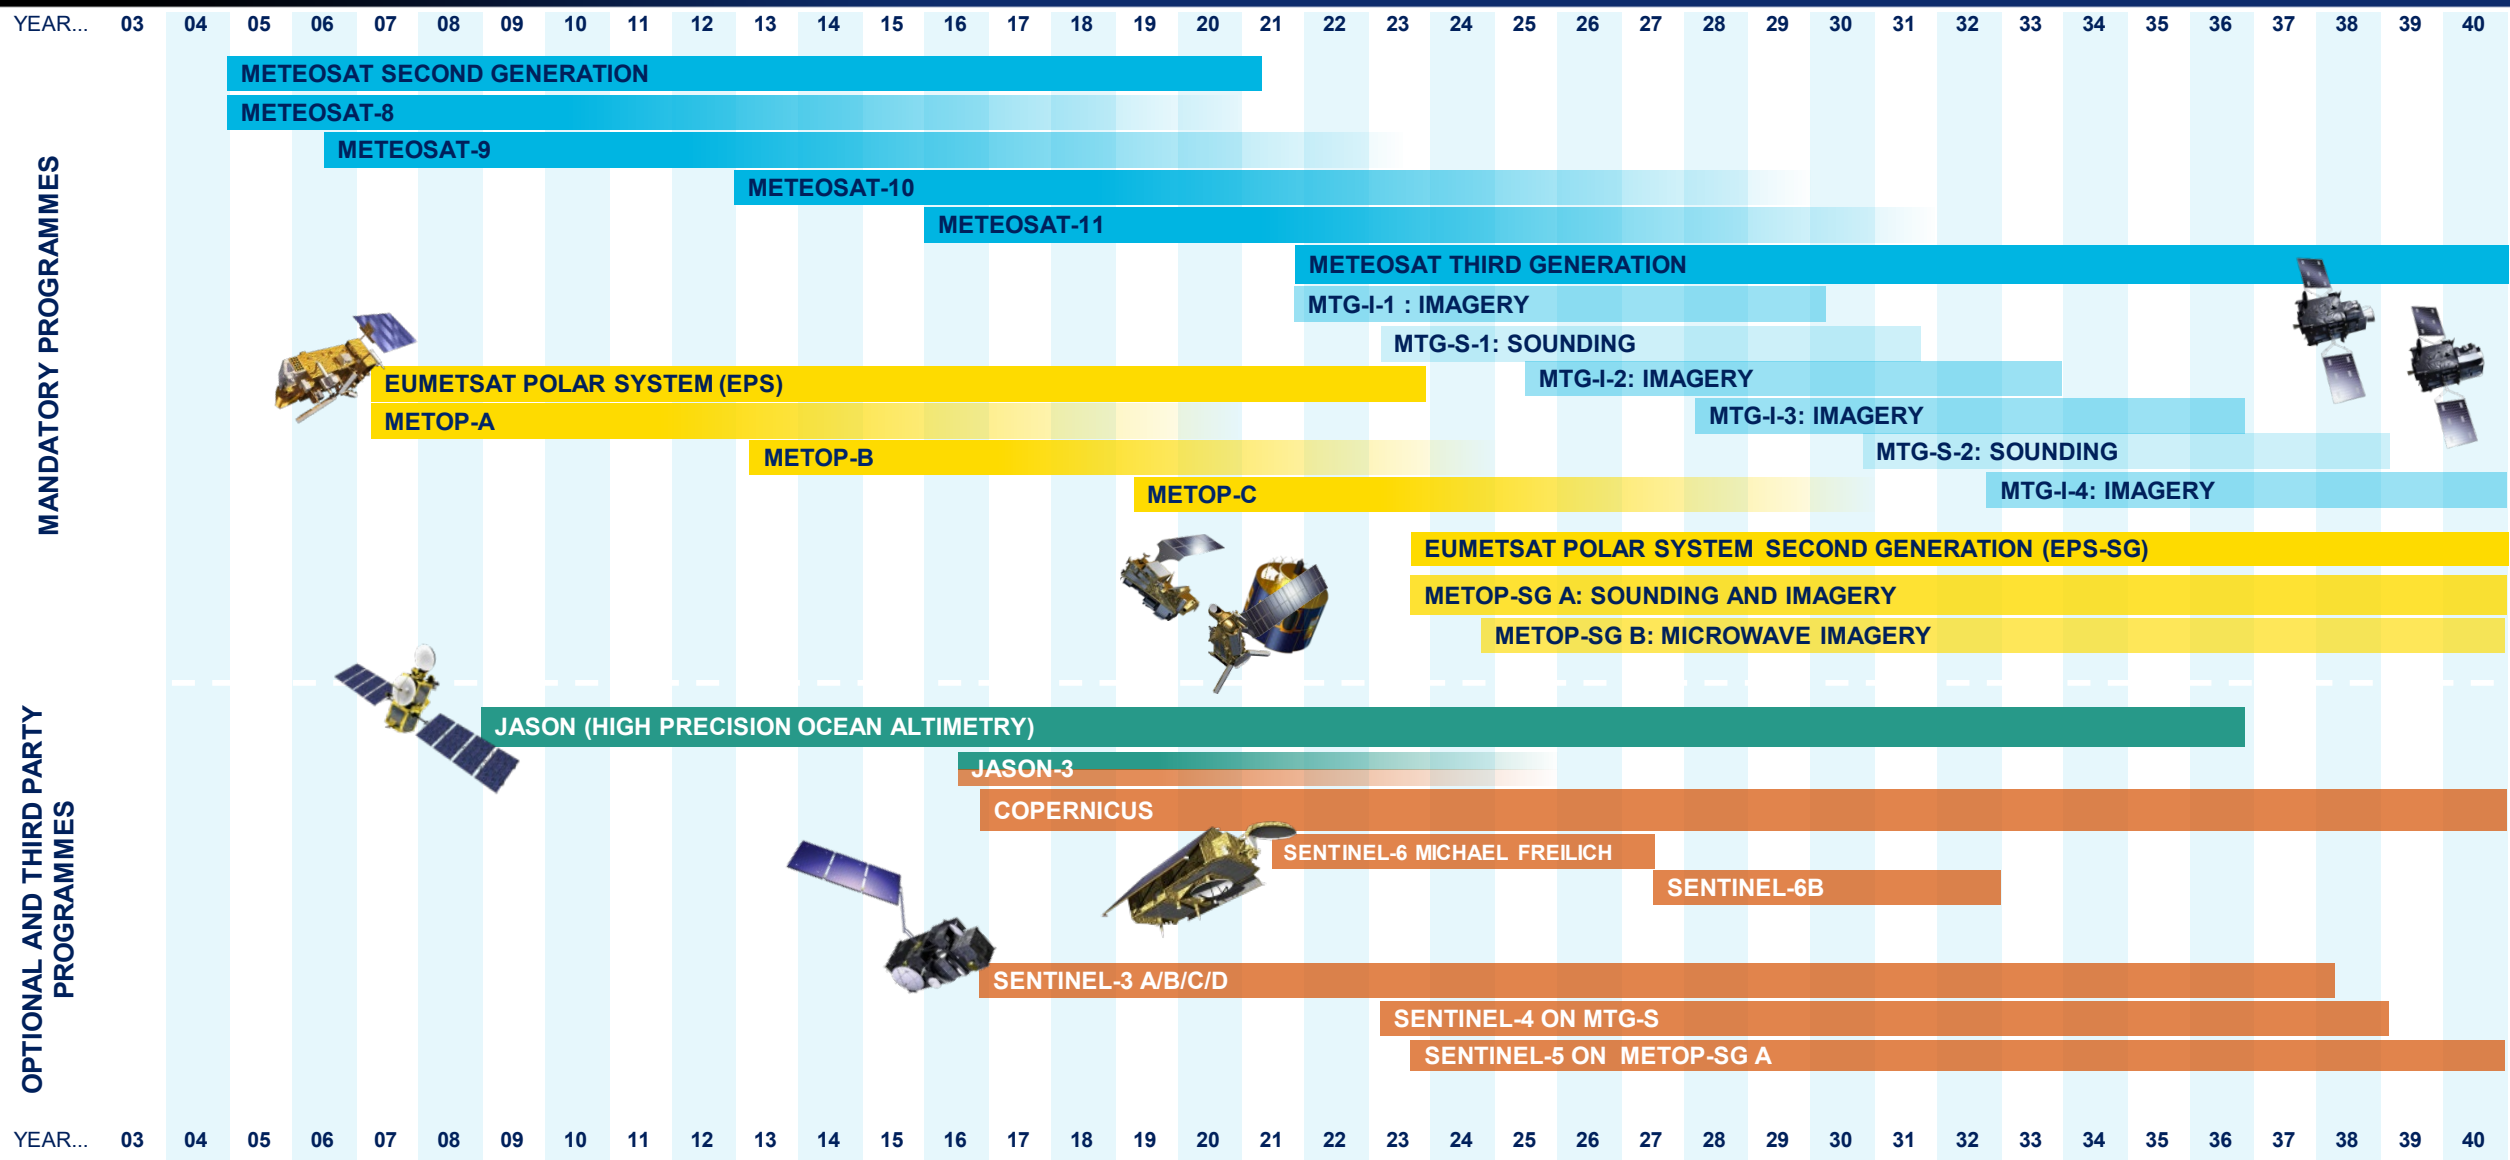 YEAR... 03 04 05 06 07 08 09 10 11 12 13 14 15 16 17 18 19 20 21 22 23 24 25 26 27 28 29 30 31 32 33 34 35 36 37 38 39 40
MANDATORY PROGRAMMES
METEOSAT SECOND GENERATION
METEOSAT-8
METEOSAT-9
METEOSAT-10
METEOSAT-11
METEOSAT THIRD GENERATION
MTG-I-1 : IMAGERY
MTG-S-1: SOUNDING
MTG-I-2: IMAGERY
EUMETSAT POLAR SYSTEM (EPS)
MTG-I-3: IMAGERY
METOP-A
MTG-S-2: SOUNDING
METOP-B
MTG-I-4: IMAGERY
METOP-C
EUMETSAT POLAR SYSTEM SECOND GENERATION (EPS-SG)
METOP-SG A: SOUNDING AND IMAGERY
METOP-SG B: MICROWAVE IMAGERY
OPTIONAL AND THIRD PARTY
PROGRAMMES
JASON (HIGH PRECISION OCEAN ALTIMETRY)
JASON-3
COPERNICUS
SENTINEL-6 MICHAEL FREILICH
SENTINEL-6B
SENTINEL-3 A/B/C/D
SENTINEL-4 ON MTG-S
SENTINEL-5 ON METOP-SG A
YEAR... 03 04 05 06 07 08 09 10 11 12 13 14 15 16 17 18 19 20 21 22 23 24 25 26 27 28 29 30 31 32 33 34 35 36 37 38 39 40